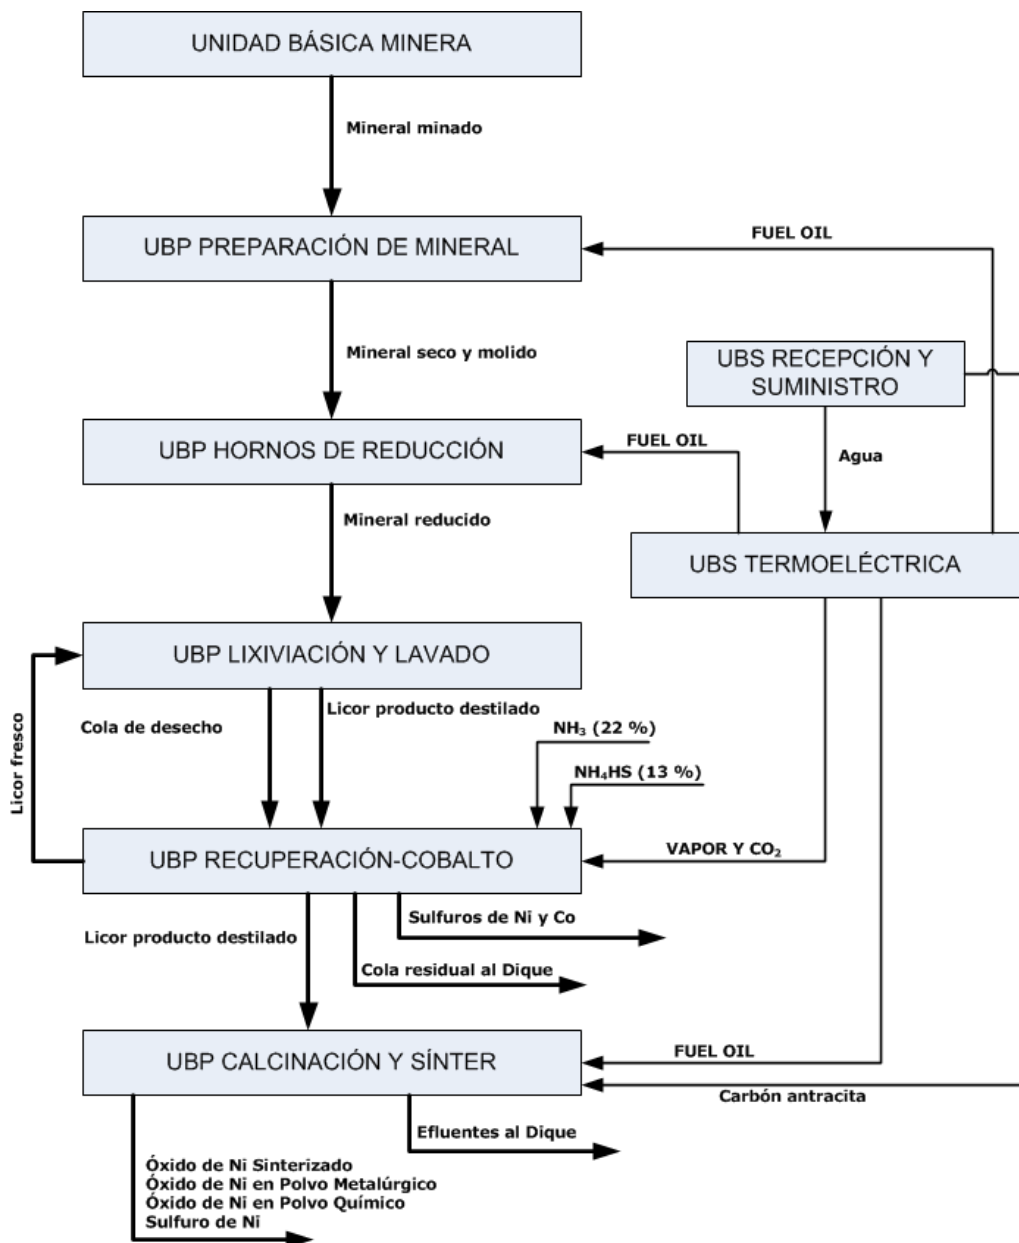 UNIDAD BÁSICA MINERA
Mineral minado
UBP PREPARACIÓN DE MINERAL
FUEL OIL
Mineral seco y molido
UBS RECEPCIÓN Y
SUMINISTRO
UBP HORNOS DE REDUCCIÓN
FUEL OIL
Agua
Mineral reducido
UBS TERMOELÉCTRICA
UBP LIXIVIACIÓN Y LAVADO
Licor fresco
Cola de desecho
Licor producto destilado
NH₃ (22 %)
NH₄HS (13 %)
UBP RECUPERACIÓN-COBALTO
VAPOR Y CO₂
Sulfuros de Ni y Co
Licor producto destilado
Cola residual al Dique
UBP CALCINACIÓN Y SÍNTER
FUEL OIL
Carbón antracita
Efluentes al Dique
Óxido de Ni Sinterizado
Óxido de Ni en Polvo Metalúrgico
Óxido de Ni en Polvo Químico
Sulfuro de Ni